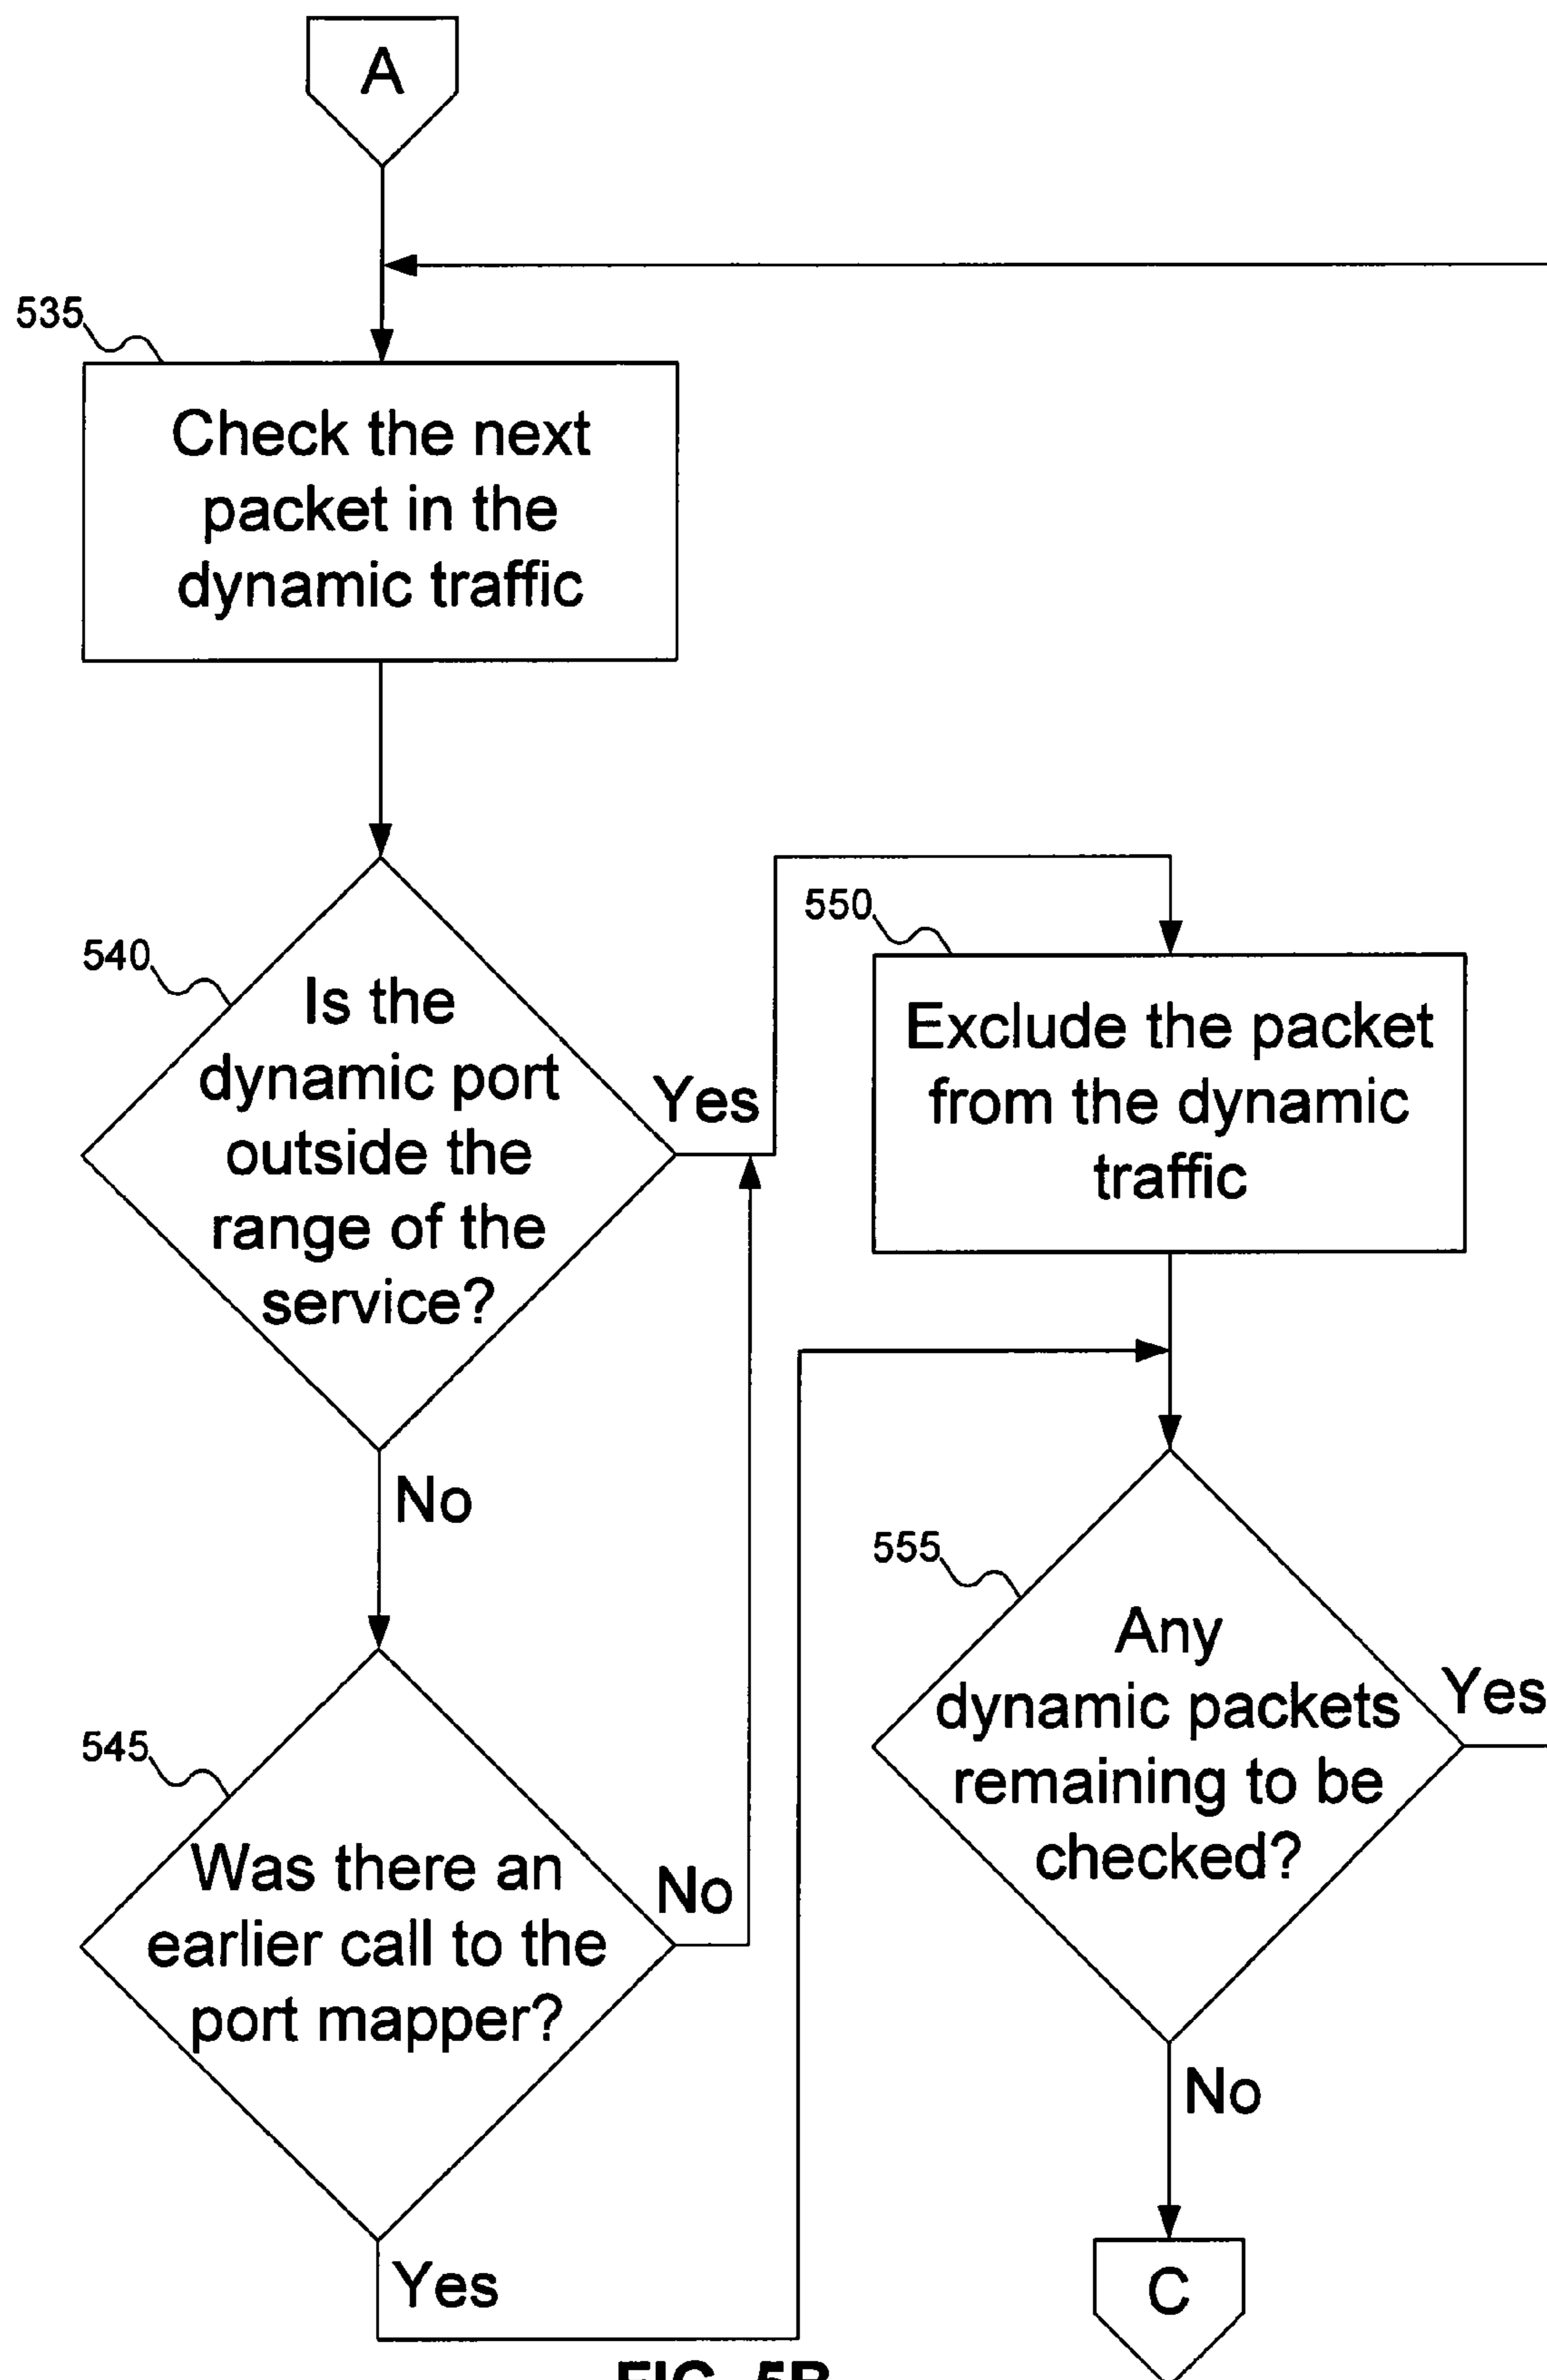 A
535
Check the next
packet in the
dynamic traffic
540
Is the
dynamic port
outside the
range of the
service?
Yes
No
550
Exclude the packet
from the dynamic
traffic
545
Was there an
earlier call to the
port mapper?
No
Yes
555
Any
dynamic packets
remaining to be
checked?
Yes
No
C
FIG. 5B